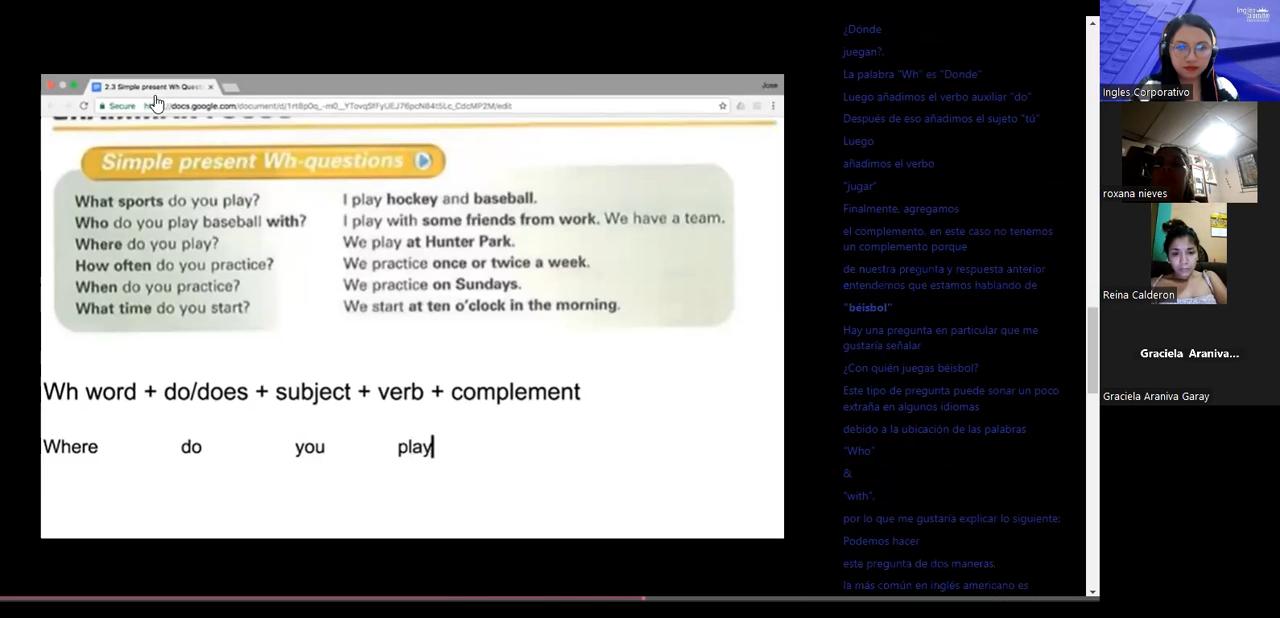 2.3 Simple present Wh Quest
Jose
Secure
docs.google.com/document/d/
/edit
Simple present Wh-questions
What sports do you play? I play hockey and baseball.
Who do you play baseball with? I play with some friends from work. We have a team.
Where do you play? We play at Hunter Park.
How often do you practice? We practice once or twice a week.
When do you practice? We practice on Sundays.
What time do you start? We start at ten o'clock in the morning.
Wh word + do/does + subject + verb + complement
Where do you play
¿Dónde
juegan?.
La palabra "Wh" es "Donde"
Luego añadimos el verbo auxiliar "do"
Después de eso añadimos el sujeto "tú"
Luego
añadimos el verbo
"jugar"
Finalmente, agregamos
el complemento, en este caso no tenemos
un complemento porque
de nuestra pregunta y respuesta anterior
entendemos que estamos hablando de
"béisbol"
Hay una pregunta en particular que me
gustaría señalar
¿Con quién juegas béisbol?
Este tipo de pregunta puede sonar un poco
extraña en algunos idiomas
debido a la ubicación de las palabras
"Who"
&
"with",
por lo que me gustaría explicar lo siguiente:
Podemos hacer
este pregunta de dos maneras,
la más común en inglés americano es
Ingles Corporativo
roxana nieves
Reina Calderon
Graciela Araniva...
Graciela Araniva Garay